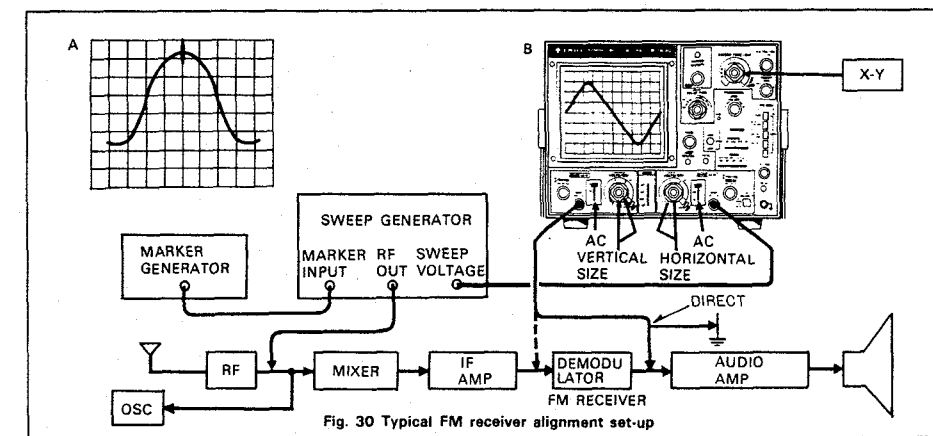 A
B
X-Y
SWEEP GENERATOR
MARKER
GENERATOR
MARKER
INPUT
RF
OUT
SWEEP
VOLTAGE
AC
VERTICAL
SIZE
AC
HORIZONTAL
SIZE
DIRECT
RF
MIXER
IF
AMP
DEMODU
LATOR
AUDIO
AMP
FM RECEIVER
OSC
Fig. 30 Typical FM receiver alignment set-up